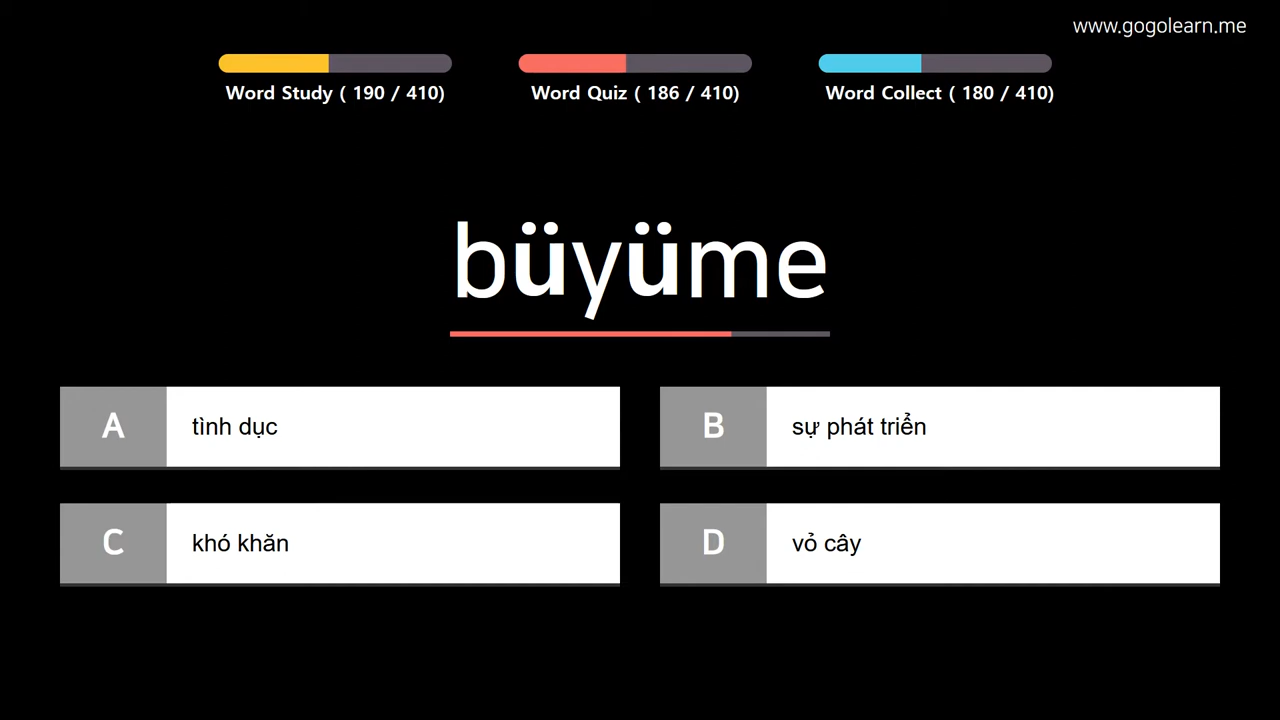 www.gogolearn.me
Word Study ( 190 / 410)
Word Quiz ( 186 / 410)
Word Collect ( 180 / 410)
büyüme
A
tình dục
B
sự phát triển
C
khó khăn
D
vỏ cây